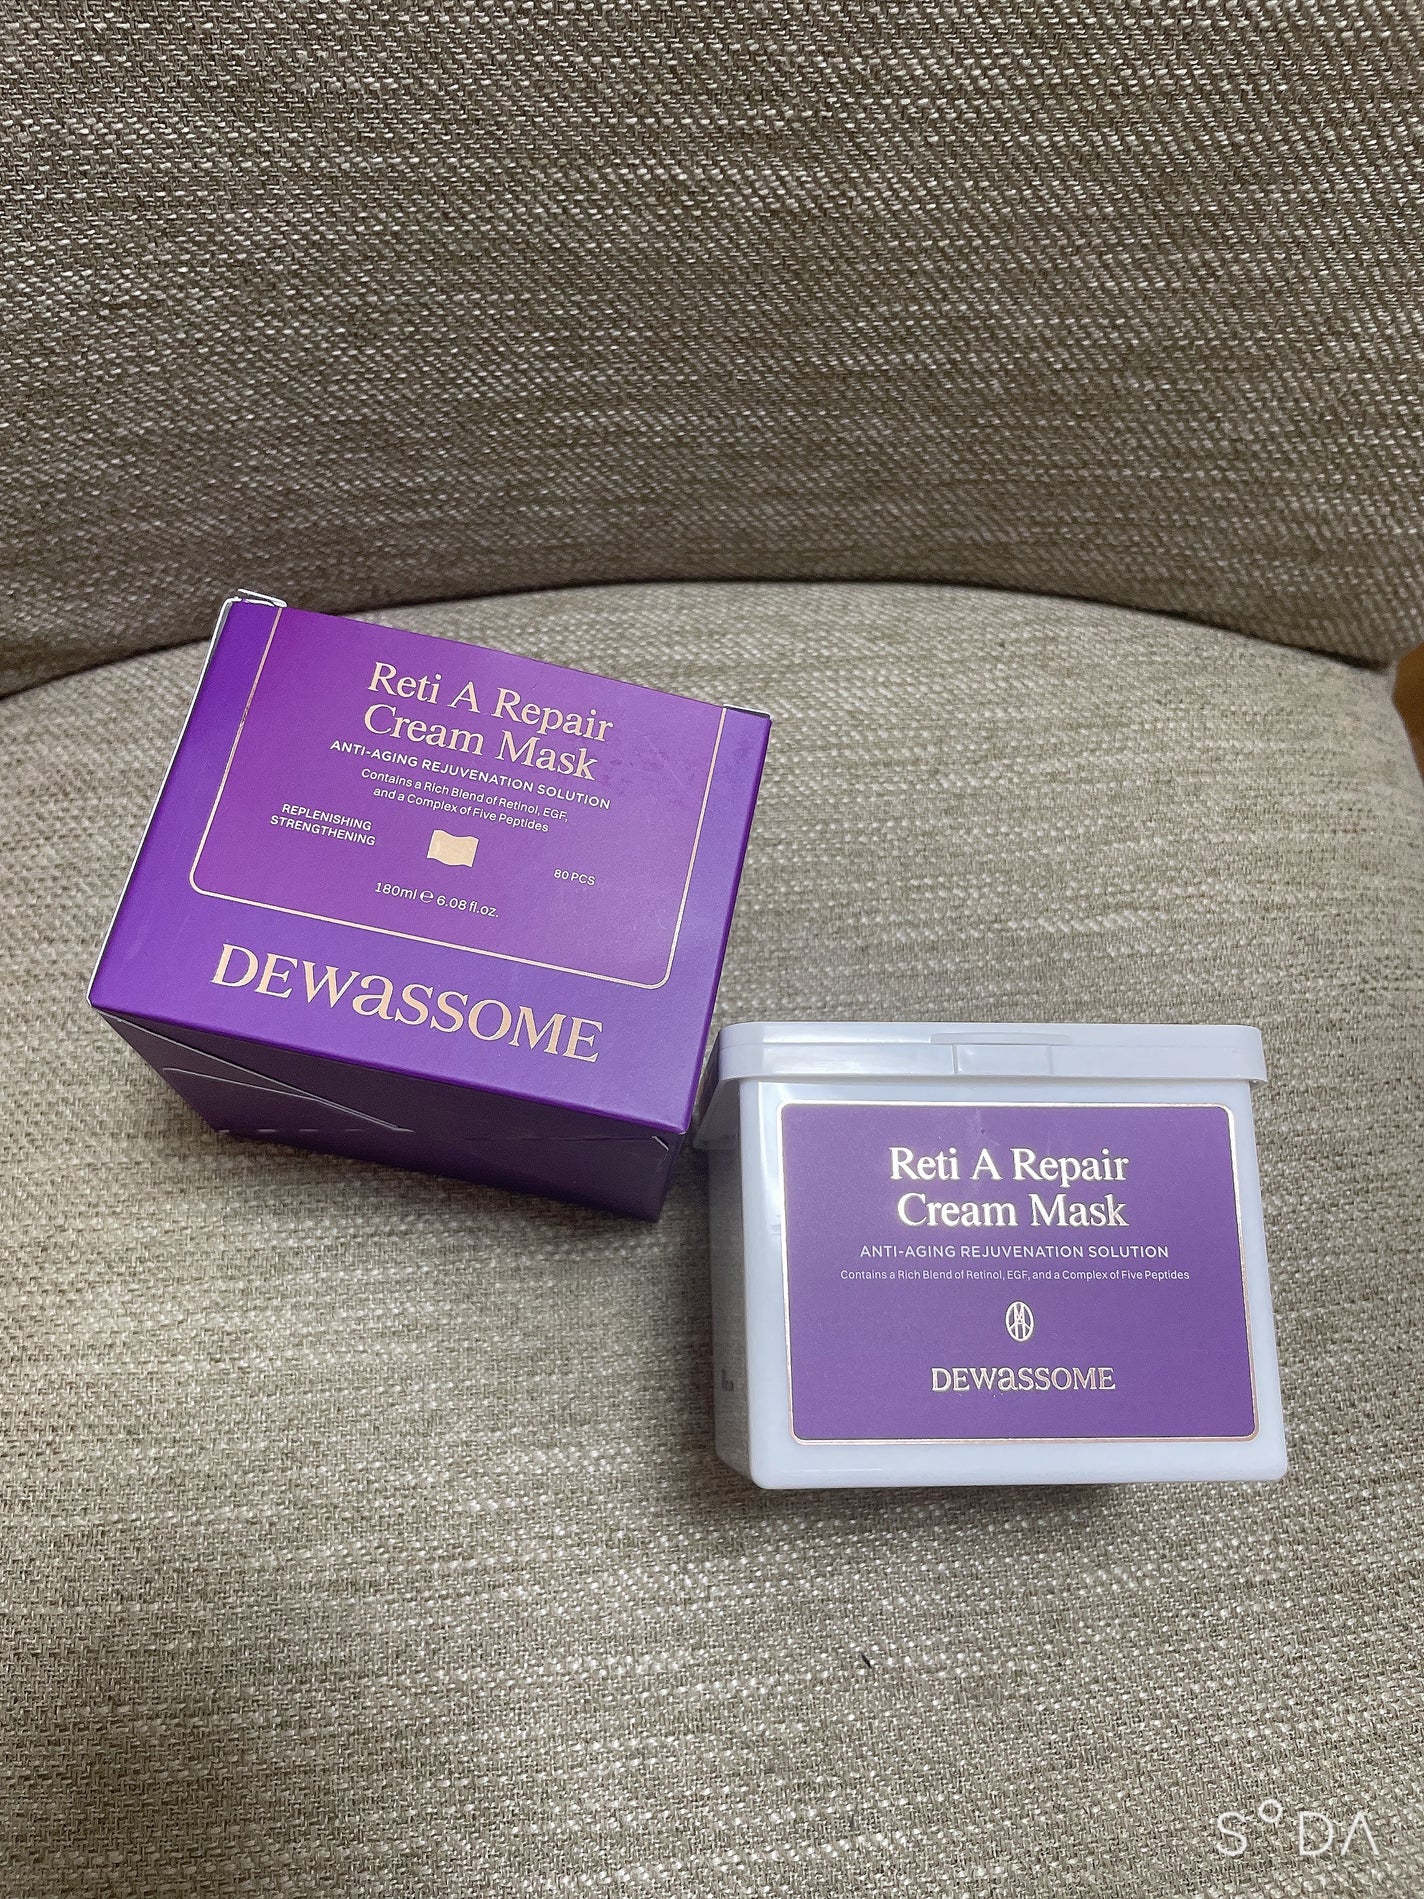 Reti A Repair
Cream Mask
ANTI-AGING REJUVENATION SOLUTION
Contains a Rich Blend of Retinol, EGF,
and a Complex of Five Peptides
REPLENISHING
STRENGTHENING
80 PCS
180ml ℮ 6.08 fl.oz.
DEWaSSOME
Reti A Repair
Cream Mask
ANTI-AGING REJUVENATION SOLUTION
Contains a Rich Blend of Retinol, EGF, and a Complex of Five Peptides
DEWaSSOME
SODA